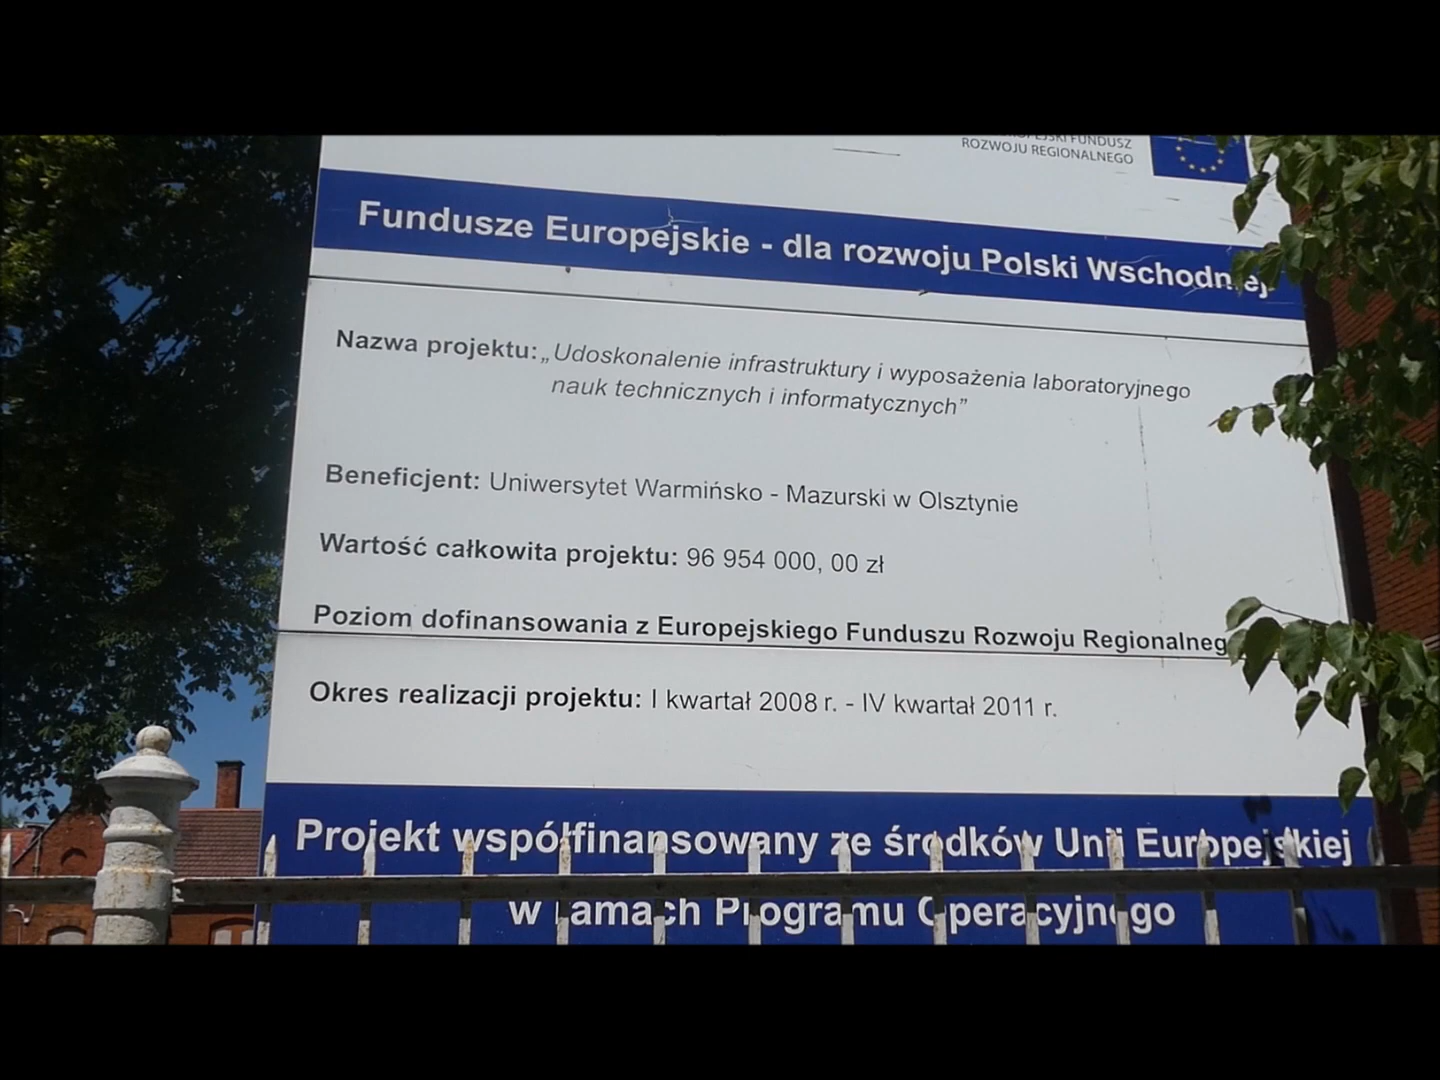 ROZWOJU REGIONALNEGO
Fundusze Europejskie - dla rozwoju Polski Wschodniej
Nazwa projektu: „Udoskonalenie infrastruktury i wyposażenia laboratoryjnego
nauk technicznych i informatycznych”
Beneficjent: Uniwersytet Warmińsko - Mazurski w Olsztynie
Wartość całkowita projektu: 96 954 000, 00 zł
Poziom dofinansowania z Europejskiego Funduszu Rozwoju Regionalneg
Okres realizacji projektu: I kwartał 2008 r. - IV kwartał 2011 r.
Projekt współfinansowany ze środków Unii Europejskiej
w ramach Programu Operacyjnego